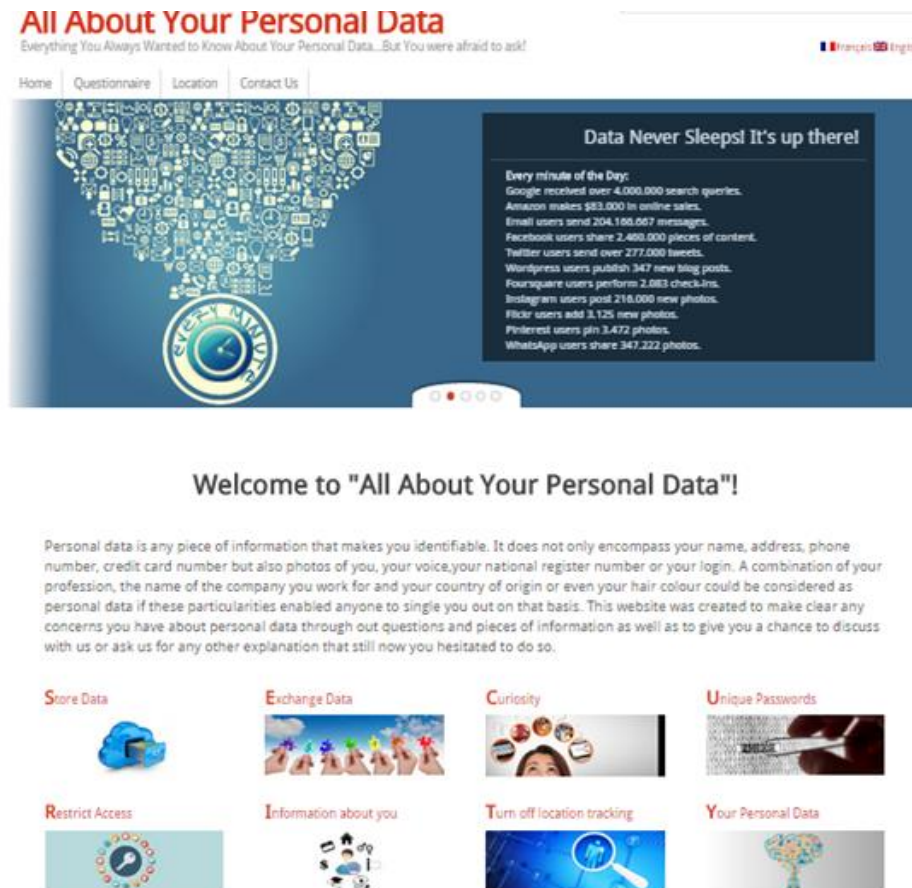 All About Your Personal Data
Everything You Always Wanted to Know About Your Personal Data...But You were afraid to ask!
Français
Home Questionnaire Location Contact Us
EVERY MINUTE
Data Never Sleeps! It's up there!
Every minute of the Day:
Google received over 4.000.000 search queries.
Amazon makes $83.000 in online sales.
Email users send 204.166.667 messages.
Facebook users share 2.460.000 pieces of content.
Twitter users send over 277.000 tweets.
Wordpress users publish 347 new blog posts.
Foursquare users perform 2.083 check-ins.
Instagram users post 216.000 new photos.
Flickr users add 3.125 new photos.
Pinterest users pin 3.472 photos.
WhatsApp users share 347.222 photos.
Welcome to "All About Your Personal Data"!
Personal data is any piece of information that makes you identifiable. It does not only encompass your name, address, phone
number, credit card number but also photos of you, your voice,your national register number or your login. A combination of your
profession, the name of the company you work for and your country of origin or even your hair colour could be considered as
personal data if these particularities enabled anyone to single you out on that basis. This website was created to make clear any
concerns you have about personal data through out questions and pieces of information as well as to give you a chance to discuss
with us or ask us for any other explanation that still now you hesitated to do so.
Store Data Exchange Data Curiosity Unique Passwords
Restrict Access Information about you Turn off location tracking Your Personal Data